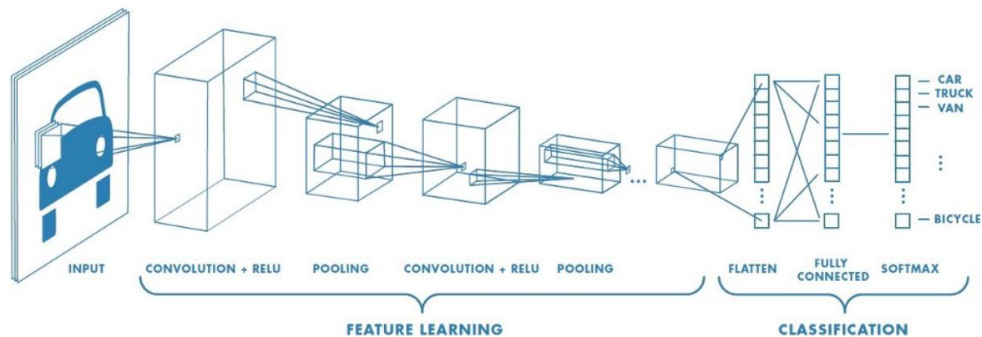 CAR
TRUCK
VAN
BICYCLE
INPUT
CONVOLUTION + RELU
POOLING
CONVOLUTION + RELU
POOLING
FLATTEN
FULLY
CONNECTED
SOFTMAX
FEATURE LEARNING
CLASSIFICATION